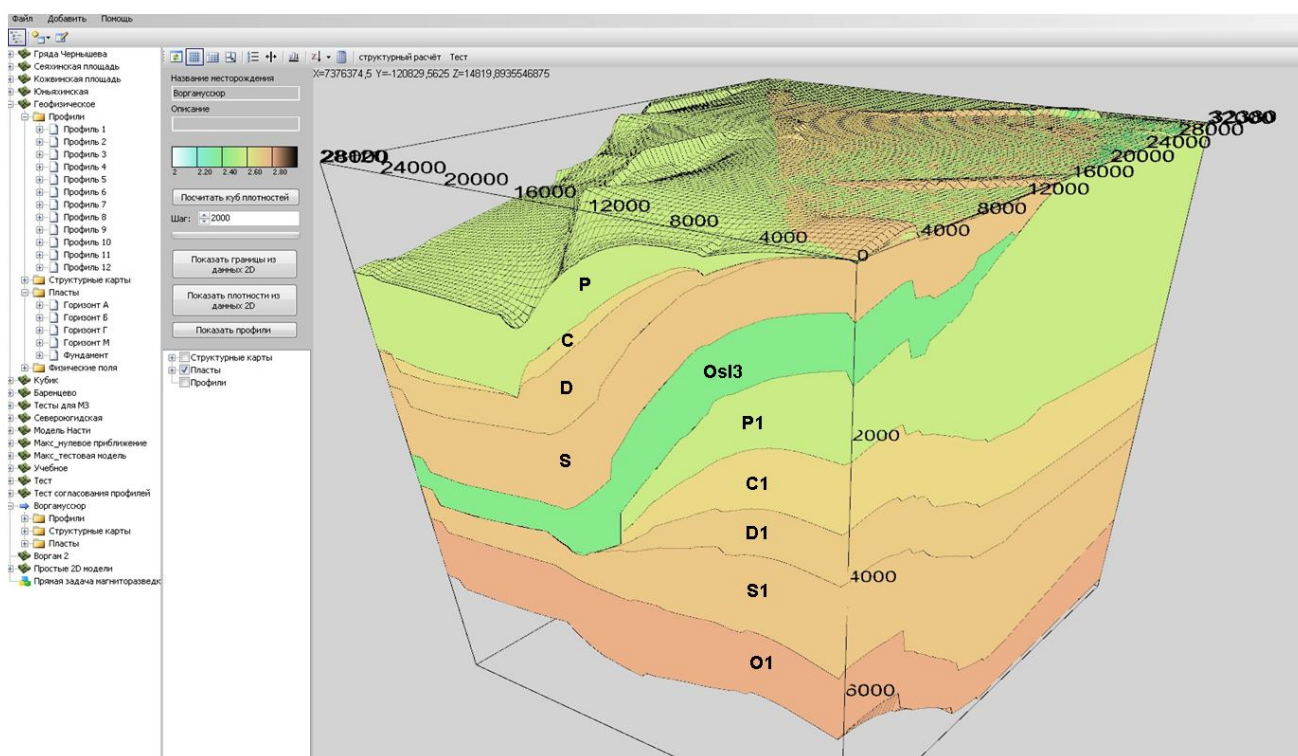 Файл Добавить Помощь
Гряда Чернышева
Сеяхинская площадь
Кожвинская площадь
Юньяхинская
Геофизическое
Профили
Профиль 1
Профиль 2
Профиль 3
Профиль 4
Профиль 5
Профиль 6
Профиль 7
Профиль 8
Профиль 9
Профиль 10
Профиль 11
Профиль 12
Структурные карты
Пласты
Горизонт А
Горизонт Б
Горизонт Г
Горизонт М
Фундамент
Физические поля
Кубик
Баренцево
Тесты для МЗ
Североюгидская
Модель Насти
Макс_нулевое приближение
Макс_тестовая модель
Учебное
Тест
Тест согласования профилей
Воргамуссюр
Профили
Структурные карты
Пласты
Ворган 2
Простые 2D модели
Прямая задача магниторазведк
структурный расчёт Тест
Название несторождения
Воргамуссюр
Описание
2 2.20 2.40 2.60 2.80
Посчитать куб плотностей
Шаг: 2000
Показать границы из
данных 2D
Показать плотности из
данных 2D
Показать профили
Структурные карты
Пласты
Профили
X=7376374,5 Y=-120829,5625 Z=14819,8935546875
24000
20000
16000
12000
8000
4000
0
4000
8000
12000
16000
20000
24000
28000
32380
P
C
D
S
Osl3
P1
C1
D1
S1
O1
2000
4000
6000